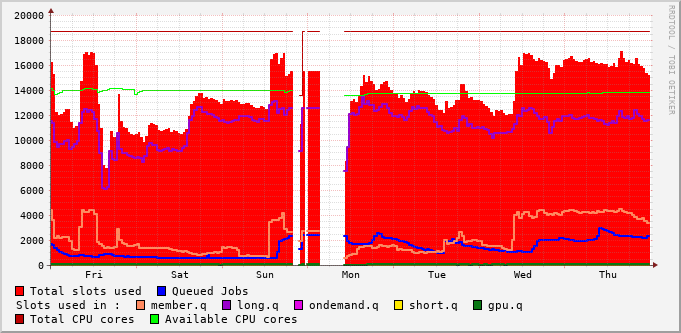 20000
18000
16000
14000
12000
10000
8000
6000
4000
2000
0
Fri Sat Sun Mon Tue Wed Thu
Total slots used Queued Jobs
Slots used in : member.q long.q ondemand.q short.q gpu.q
Total CPU cores Available CPU cores
RRDTOOL / TOBI OETIKER